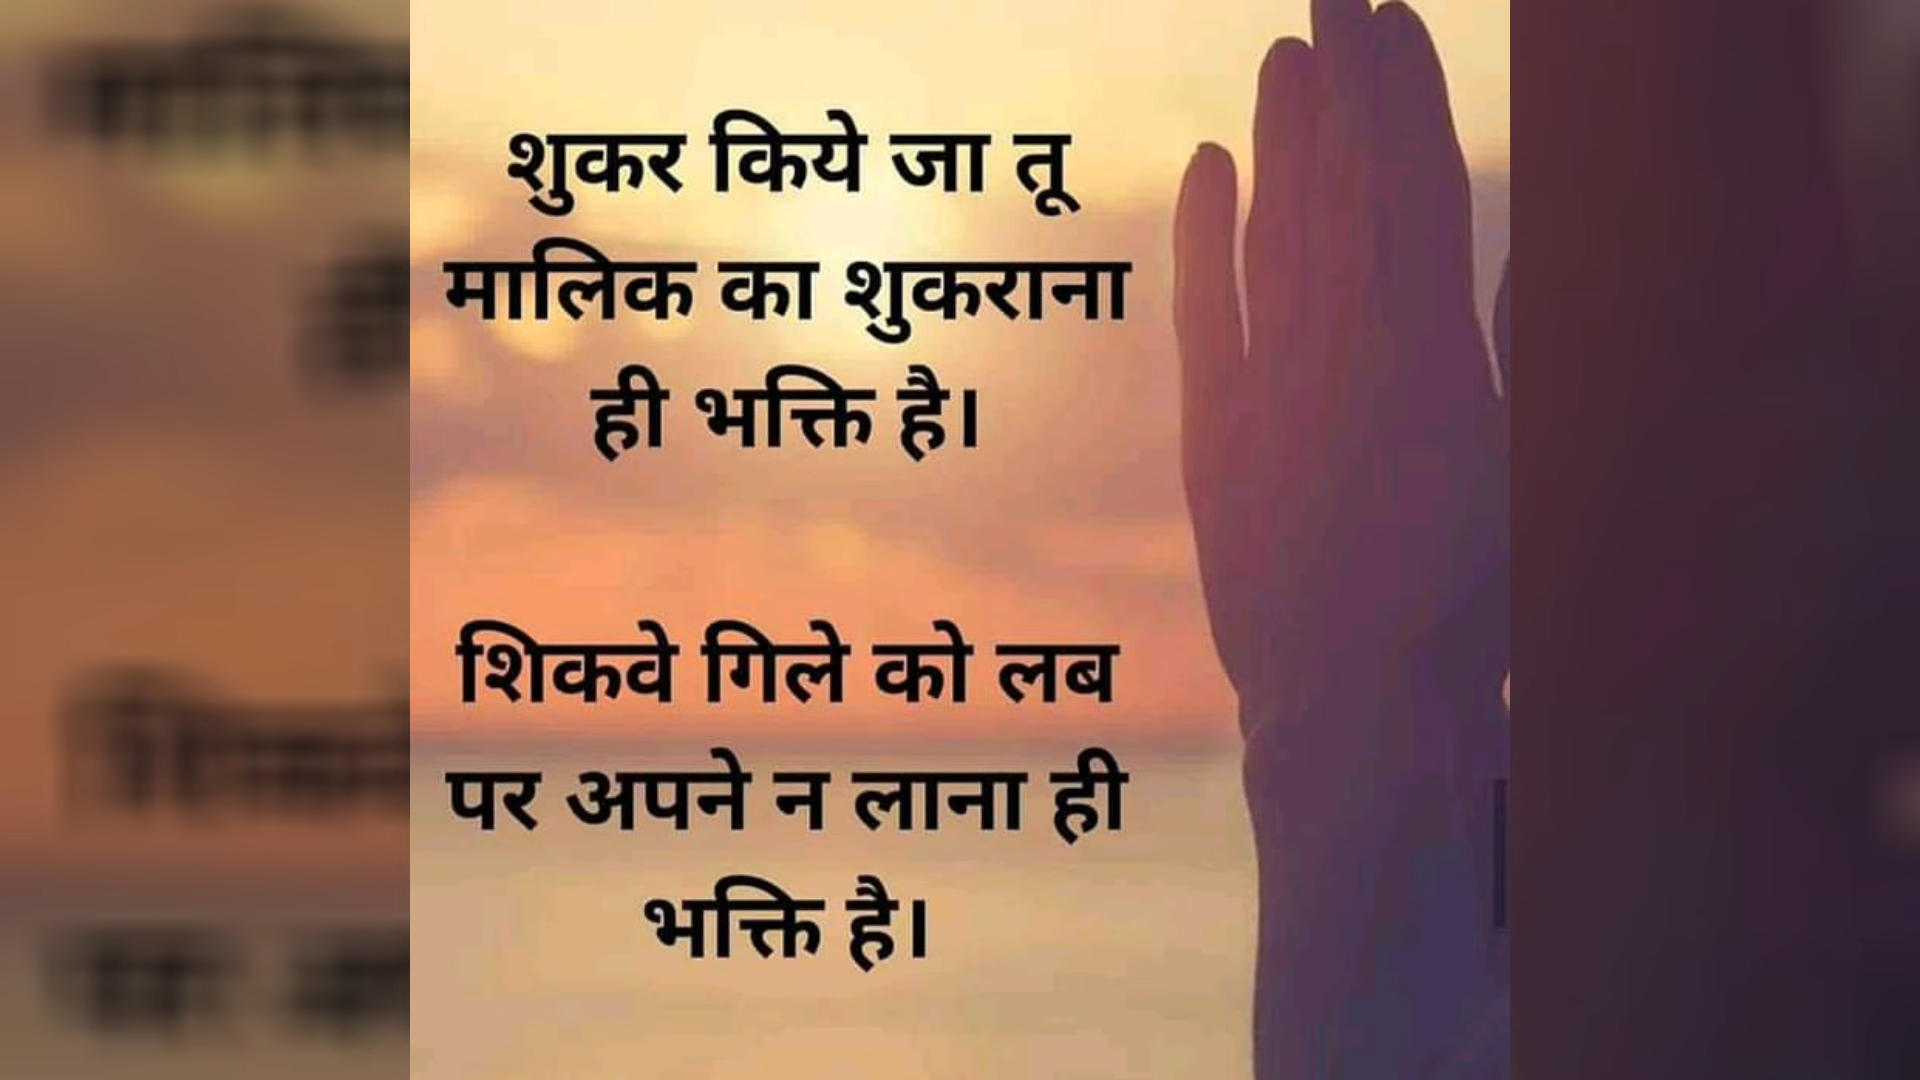 शुकर किये जा तू
मालिक का शुकराना
ही भक्ति है।
शिकवे गिले को लब
पर अपने न लाना ही
भक्ति है।